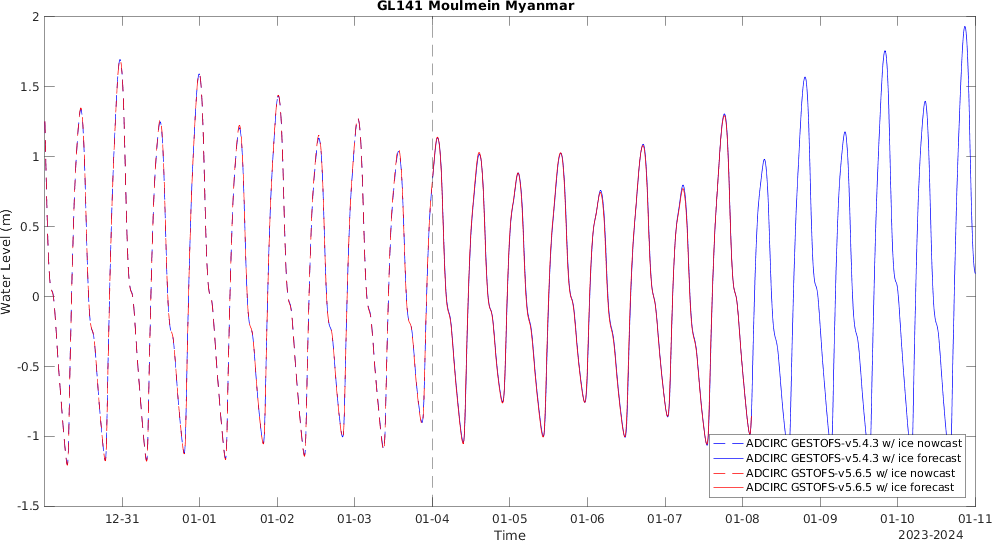 GL141 Moulmein Myanmar
Water Level (m)
2
1.5
1
0.5
0
-0.5
-1
-1.5
ADCIRC GESTOFS-v5.4.3 w/ ice nowcast
ADCIRC GESTOFS-v5.4.3 w/ ice forecast
ADCIRC GSTOFS-v5.6.5 w/ ice nowcast
ADCIRC GSTOFS-v5.6.5 w/ ice forecast
12-31 01-01 01-02 01-03 01-04 01-05 01-06 01-07 01-08 01-09 01-10 01-11
Time
2023-2024